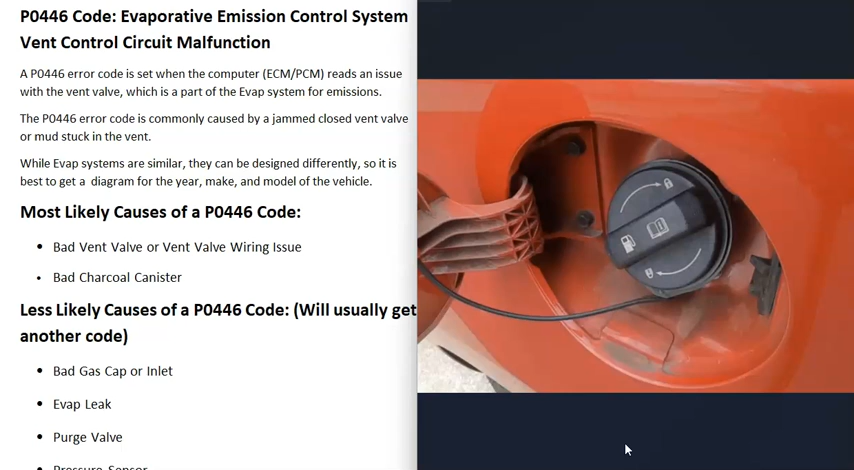 P0446 Code: Evaporative Emission Control System
Vent Control Circuit Malfunction
A P0446 error code is set when the computer (ECM/PCM) reads an issue
with the vent valve, which is a part of the Evap system for emissions.
The P0446 error code is commonly caused by a jammed closed vent valve
or mud stuck in the vent.
While Evap systems are similar, they can be designed differently, so it is
best to get a diagram for the year, make, and model of the vehicle.
Most Likely Causes of a P0446 Code:
• Bad Vent Valve or Vent Valve Wiring Issue
• Bad Charcoal Canister
Less Likely Causes of a P0446 Code: (Will usually get
another code)
• Bad Gas Cap or Inlet
• Evap Leak
• Purge Valve
Pressure Sensor